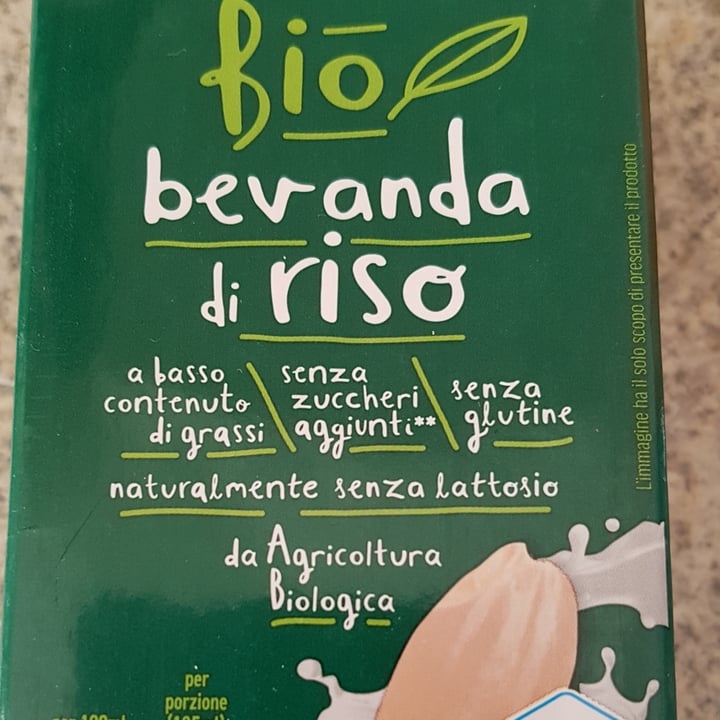 Biō
bevanda
di riso
a basso
contenuto
di grassi
senza
zuccheri
aggiunti**
senza
glutine
naturalmente senza lattosio
da Agricoltura
Biologica
per
porzione
L'immagine ha il solo scopo di presentare il prodotto